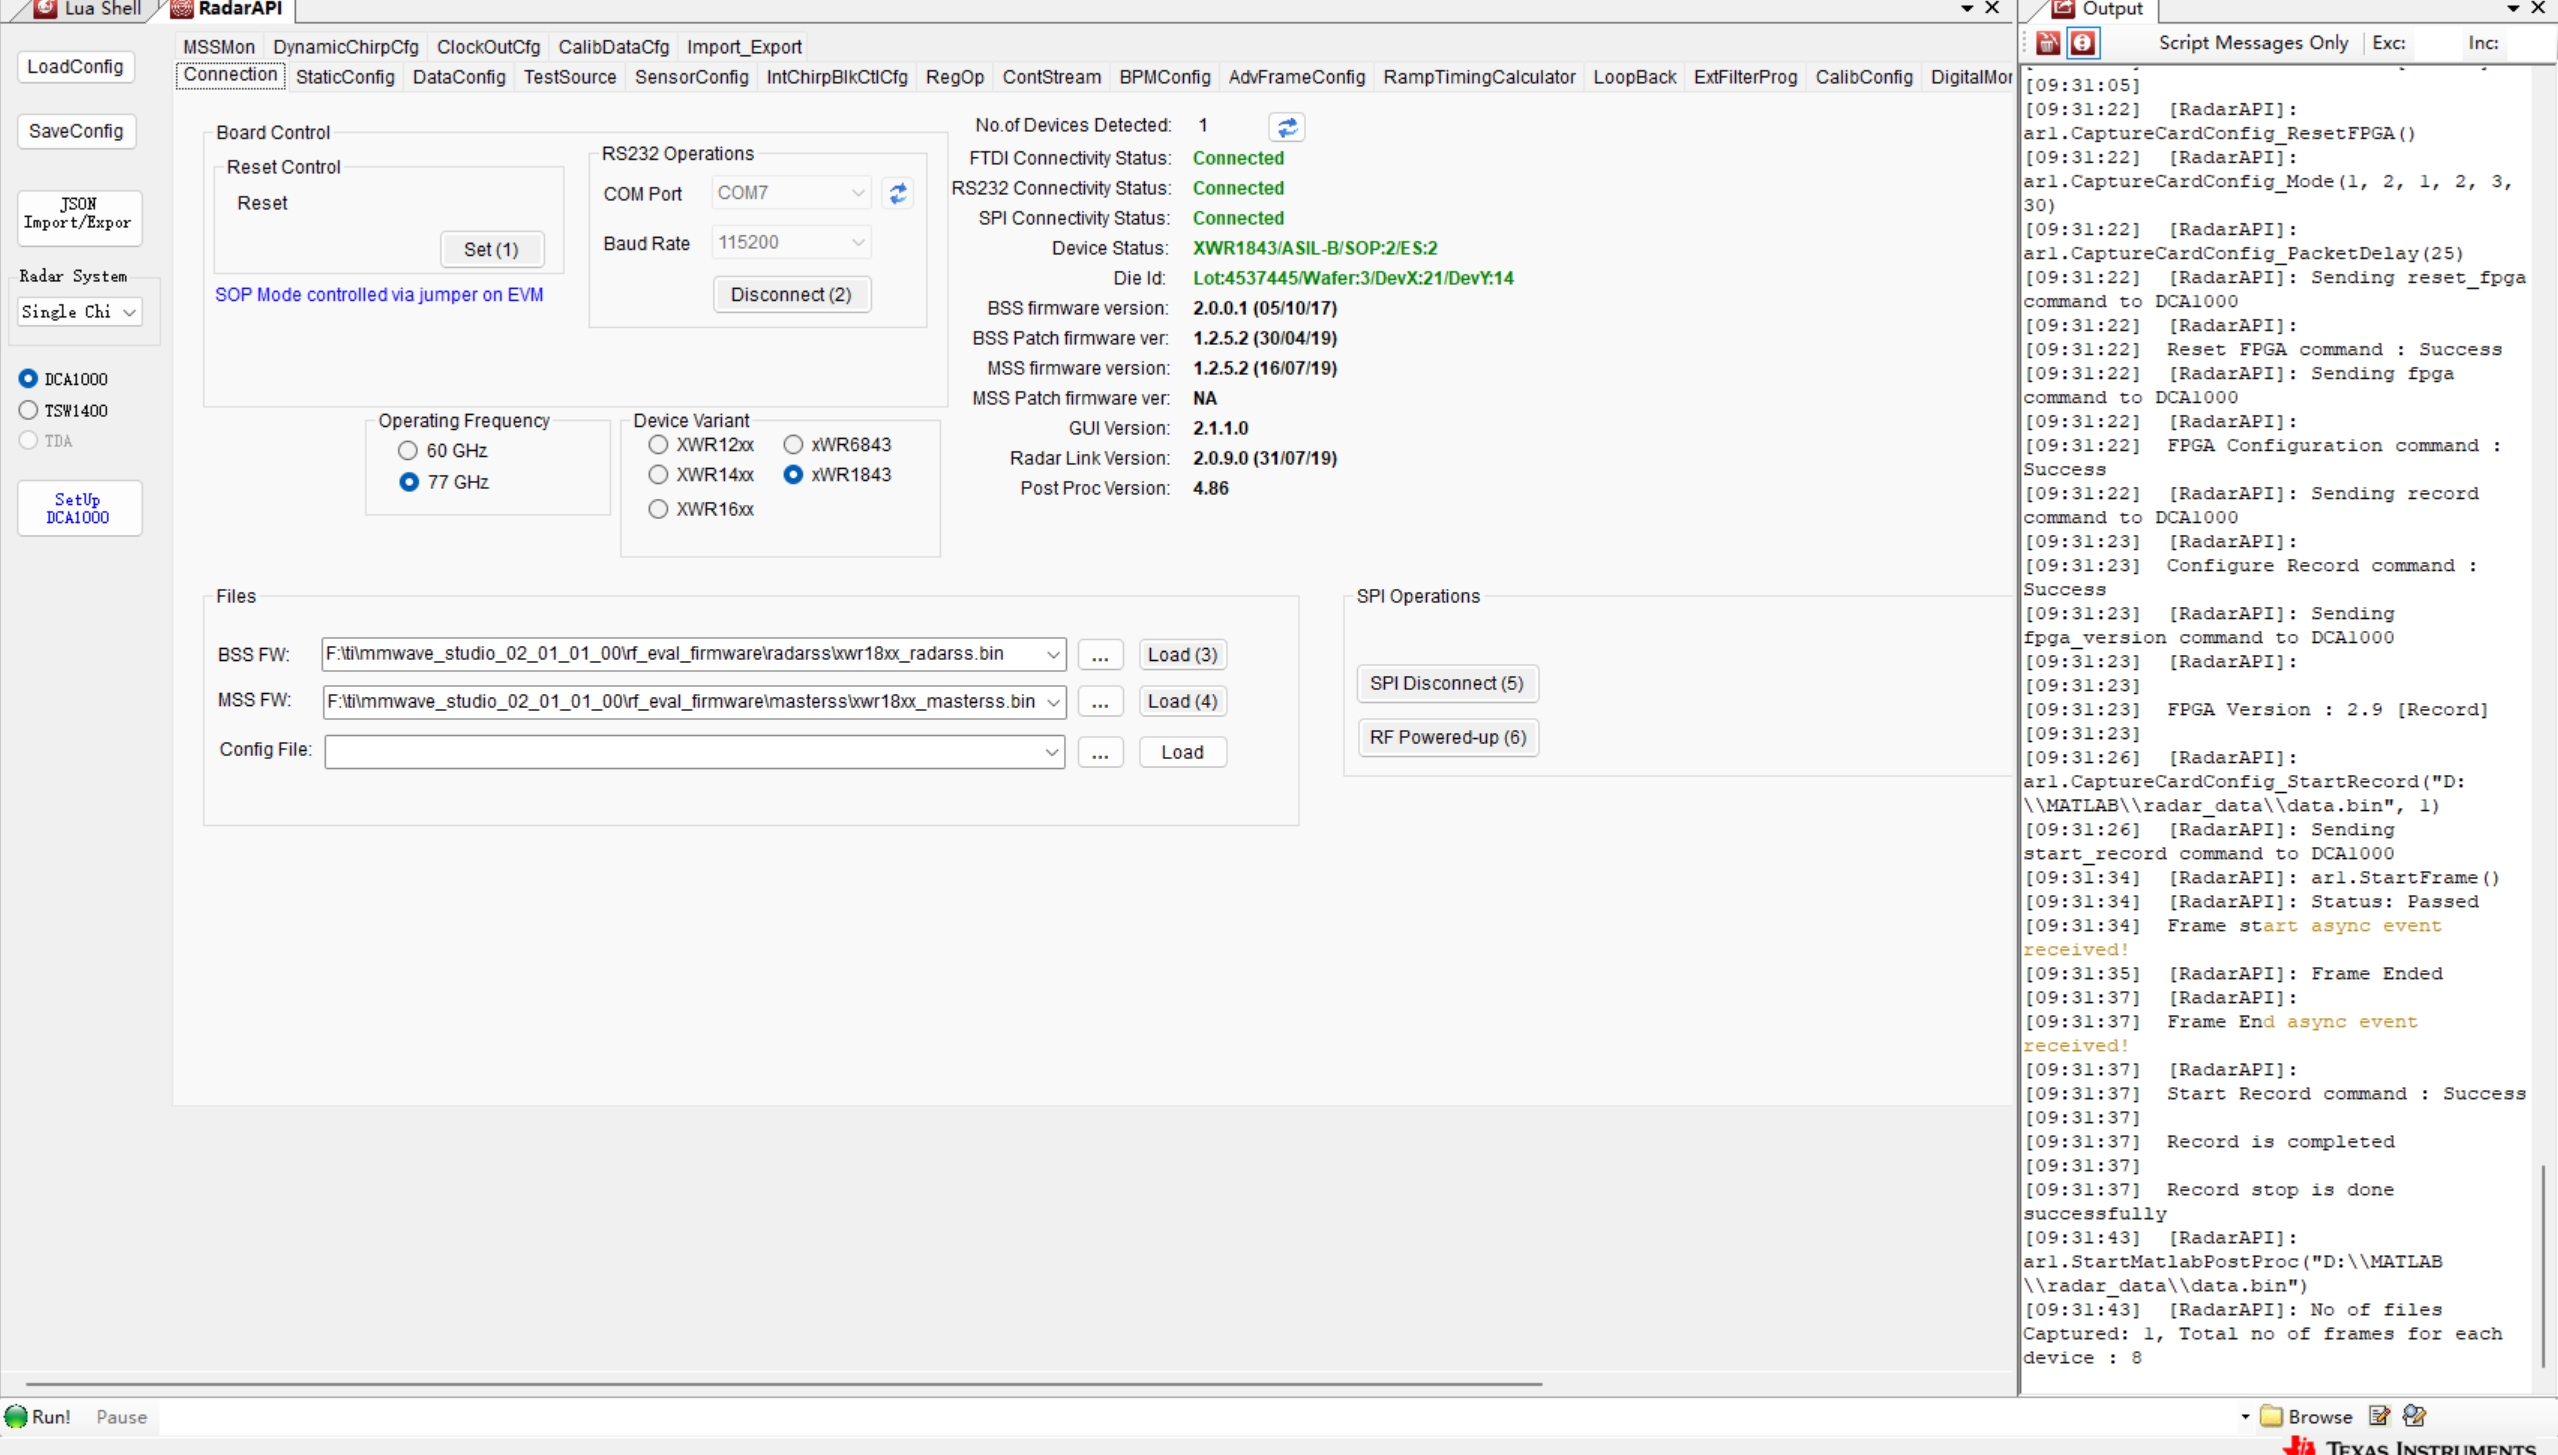 Lua Shell
RadarAPI
LoadConfig
SaveConfig
JSON
Import/Expor
Radar System
Single Chi
DCA1000
TSW1400
TDA
SetUp
DCA1000
MSSMon DynamicChirpCfg ClockOutCfg CalibDataCfg Import_Export
Connection StaticConfig DataConfig TestSource SensorConfig IntChirpBlkCtlCfg RegOp ContStream BPMConfig AdvFrameConfig RampTimingCalculator LoopBack ExtFilterProg CalibConfig DigitalMor
Board Control
Reset Control
Reset
Set (1)
SOP Mode controlled via jumper on EVM
RS232 Operations
COM Port COM7
Baud Rate 115200
Disconnect (2)
No.of Devices Detected: 1
FTDI Connectivity Status: Connected
RS232 Connectivity Status: Connected
SPI Connectivity Status: Connected
Device Status: XWR1843/ASIL-B/SOP:2/ES:2
Die Id: Lot:4537445/Wafer:3/DevX:21/DevY:14
BSS firmware version: 2.0.0.1 (05/10/17)
BSS Patch firmware ver: 1.2.5.2 (30/04/19)
MSS firmware version: 1.2.5.2 (16/07/19)
MSS Patch firmware ver: NA
GUI Version: 2.1.1.0
Radar Link Version: 2.0.9.0 (31/07/19)
Post Proc Version: 4.86
Operating Frequency
60 GHz
77 GHz
Device Variant
XWR12xx xWR6843
XWR14xx xWR1843
XWR16xx
Files
BSS FW: F:\ti\mmwave_studio_02_01_01_00\rf_eval_firmware\radarss\xwr18xx_radarss.bin ... Load (3)
MSS FW: F:\ti\mmwave_studio_02_01_01_00\rf_eval_firmware\masterss\xwr18xx_masterss.bin ... Load (4)
Config File: ... Load
SPI Operations
SPI Disconnect (5)
RF Powered-up (6)
Output
Script Messages Only Exc: Inc:
[09:31:05]
[09:31:22] [RadarAPI]:
ar1.CaptureCardConfig_ResetFPGA()
[09:31:22] [RadarAPI]:
ar1.CaptureCardConfig_Mode(1, 2, 1, 2, 3,
30)
[09:31:22] [RadarAPI]:
ar1.CaptureCardConfig_PacketDelay(25)
[09:31:22] [RadarAPI]: Sending reset_fpga
command to DCA1000
[09:31:22] [RadarAPI]:
[09:31:22] Reset FPGA command : Success
[09:31:22] [RadarAPI]: Sending fpga
command to DCA1000
[09:31:22] [RadarAPI]:
[09:31:22] FPGA Configuration command :
Success
[09:31:22] [RadarAPI]: Sending record
command to DCA1000
[09:31:23] [RadarAPI]:
[09:31:23] Configure Record command :
Success
[09:31:23] [RadarAPI]: Sending
fpga_version command to DCA1000
[09:31:23] [RadarAPI]:
[09:31:23]
[09:31:23] FPGA Version : 2.9 [Record]
[09:31:23]
[09:31:26] [RadarAPI]:
ar1.CaptureCardConfig_StartRecord("D:
\\MATLAB\\radar_data\\data.bin", 1)
[09:31:26] [RadarAPI]: Sending
start_record command to DCA1000
[09:31:34] [RadarAPI]: ar1.StartFrame()
[09:31:34] [RadarAPI]: Status: Passed
[09:31:34] Frame start async event
received!
[09:31:35] [RadarAPI]: Frame Ended
[09:31:37] [RadarAPI]:
[09:31:37] Frame End async event
received!
[09:31:37] [RadarAPI]:
[09:31:37] Start Record command : Success
[09:31:37]
[09:31:37] Record is completed
[09:31:37]
[09:31:37] Record stop is done
successfully
[09:31:43] [RadarAPI]:
ar1.StartMatlabPostProc("D:\\MATLAB
\\radar_data\\data.bin")
[09:31:43] [RadarAPI]: No of files
Captured: 1, Total no of frames for each
device : 8
Run! Pause
Browse
TEXAS INSTRUMENTS